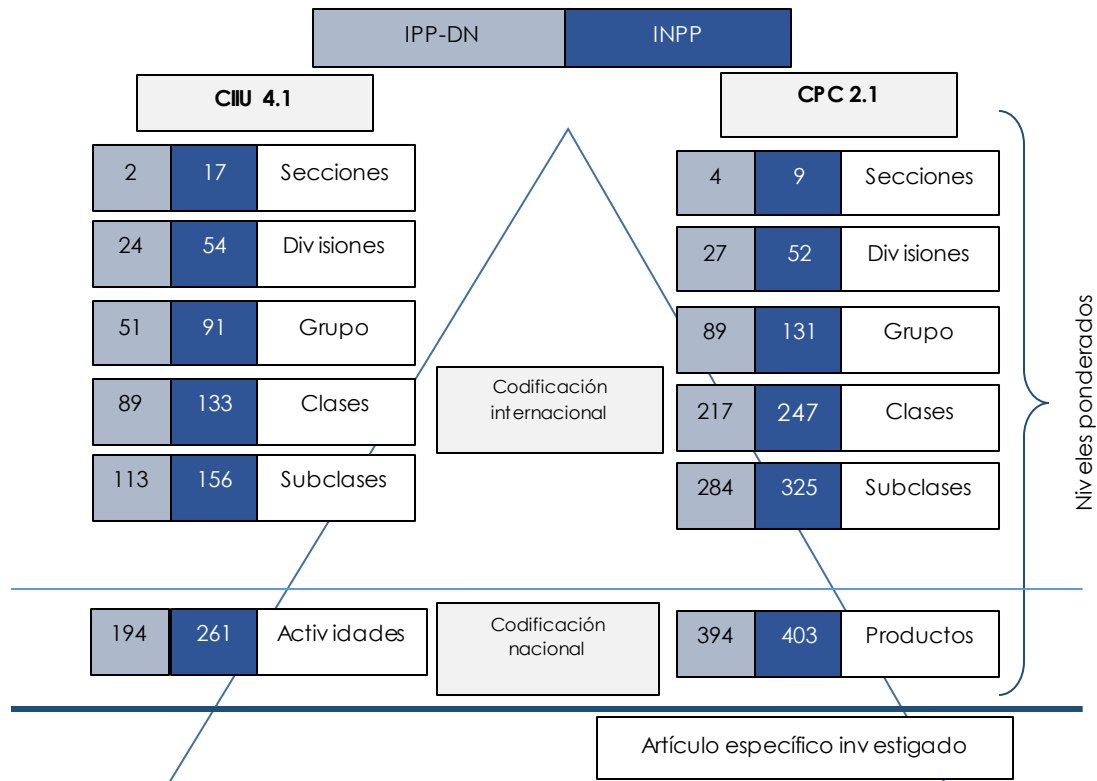 IPP-DN INPP
CIIU 4.1
CPC 2.1
2 17 Secciones
4 9 Secciones
24 54 Divisiones
27 52 Divisiones
51 91 Grupo
89 131 Grupo
Codificación
internacional
89 133 Clases
217 247 Clases
113 156 Subclases
284 325 Subclases
Niveles ponderados
194 261 Actividades
Codificación
nacional
394 403 Productos
Artículo específico investigado